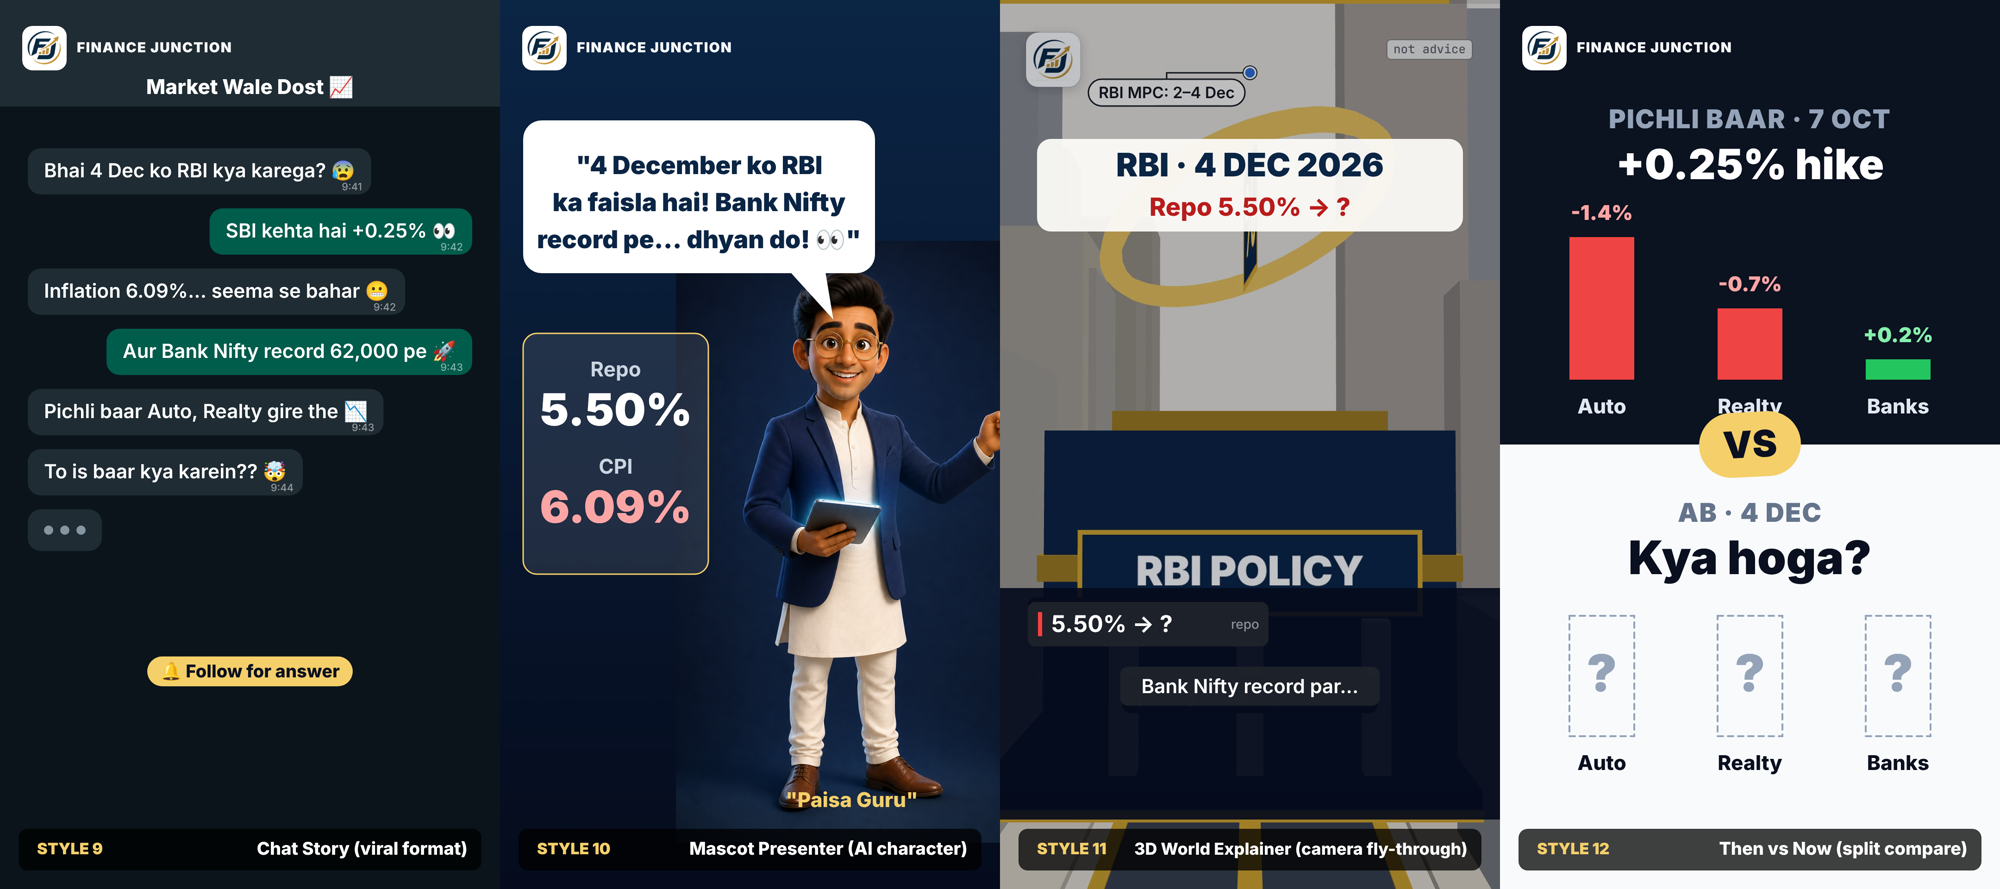 FJ FINANCE JUNCTION
Market Wale Dost 📈
Bhai 4 Dec ko RBI kya karega? 😰
9:41
SBI kehta hai +0.25% 👀
9:42
Inflation 6.09%... seema se bahar 😬
9:42
Aur Bank Nifty record 62,000 pe 🚀
9:43
Pichli baar Auto, Realty gire the 📉
9:43
To is baar kya karein?? 🤯
9:44
🔔 Follow for answer
STYLE 9 Chat Story (viral format)
FJ FINANCE JUNCTION
"4 December ko RBI
ka faisla hai! Bank Nifty
record pe... dhyan do! 👀"
Repo
5.50%
CPI
6.09%
"Paisa Guru"
STYLE 10 Mascot Presenter (AI character)
FJ
not advice
RBI MPC: 2–4 Dec
RBI · 4 DEC 2026
Repo 5.50% → ?
RBI POLICY
5.50% → ? repo
Bank Nifty record par...
STYLE 11 3D World Explainer (camera fly-through)
FJ FINANCE JUNCTION
PICHLI BAAR · 7 OCT
+0.25% hike
-1.4%
-0.7%
+0.2%
Auto Realty Banks
VS
AB · 4 DEC
Kya hoga?
? ? ?
Auto Realty Banks
STYLE 12 Then vs Now (split compare)